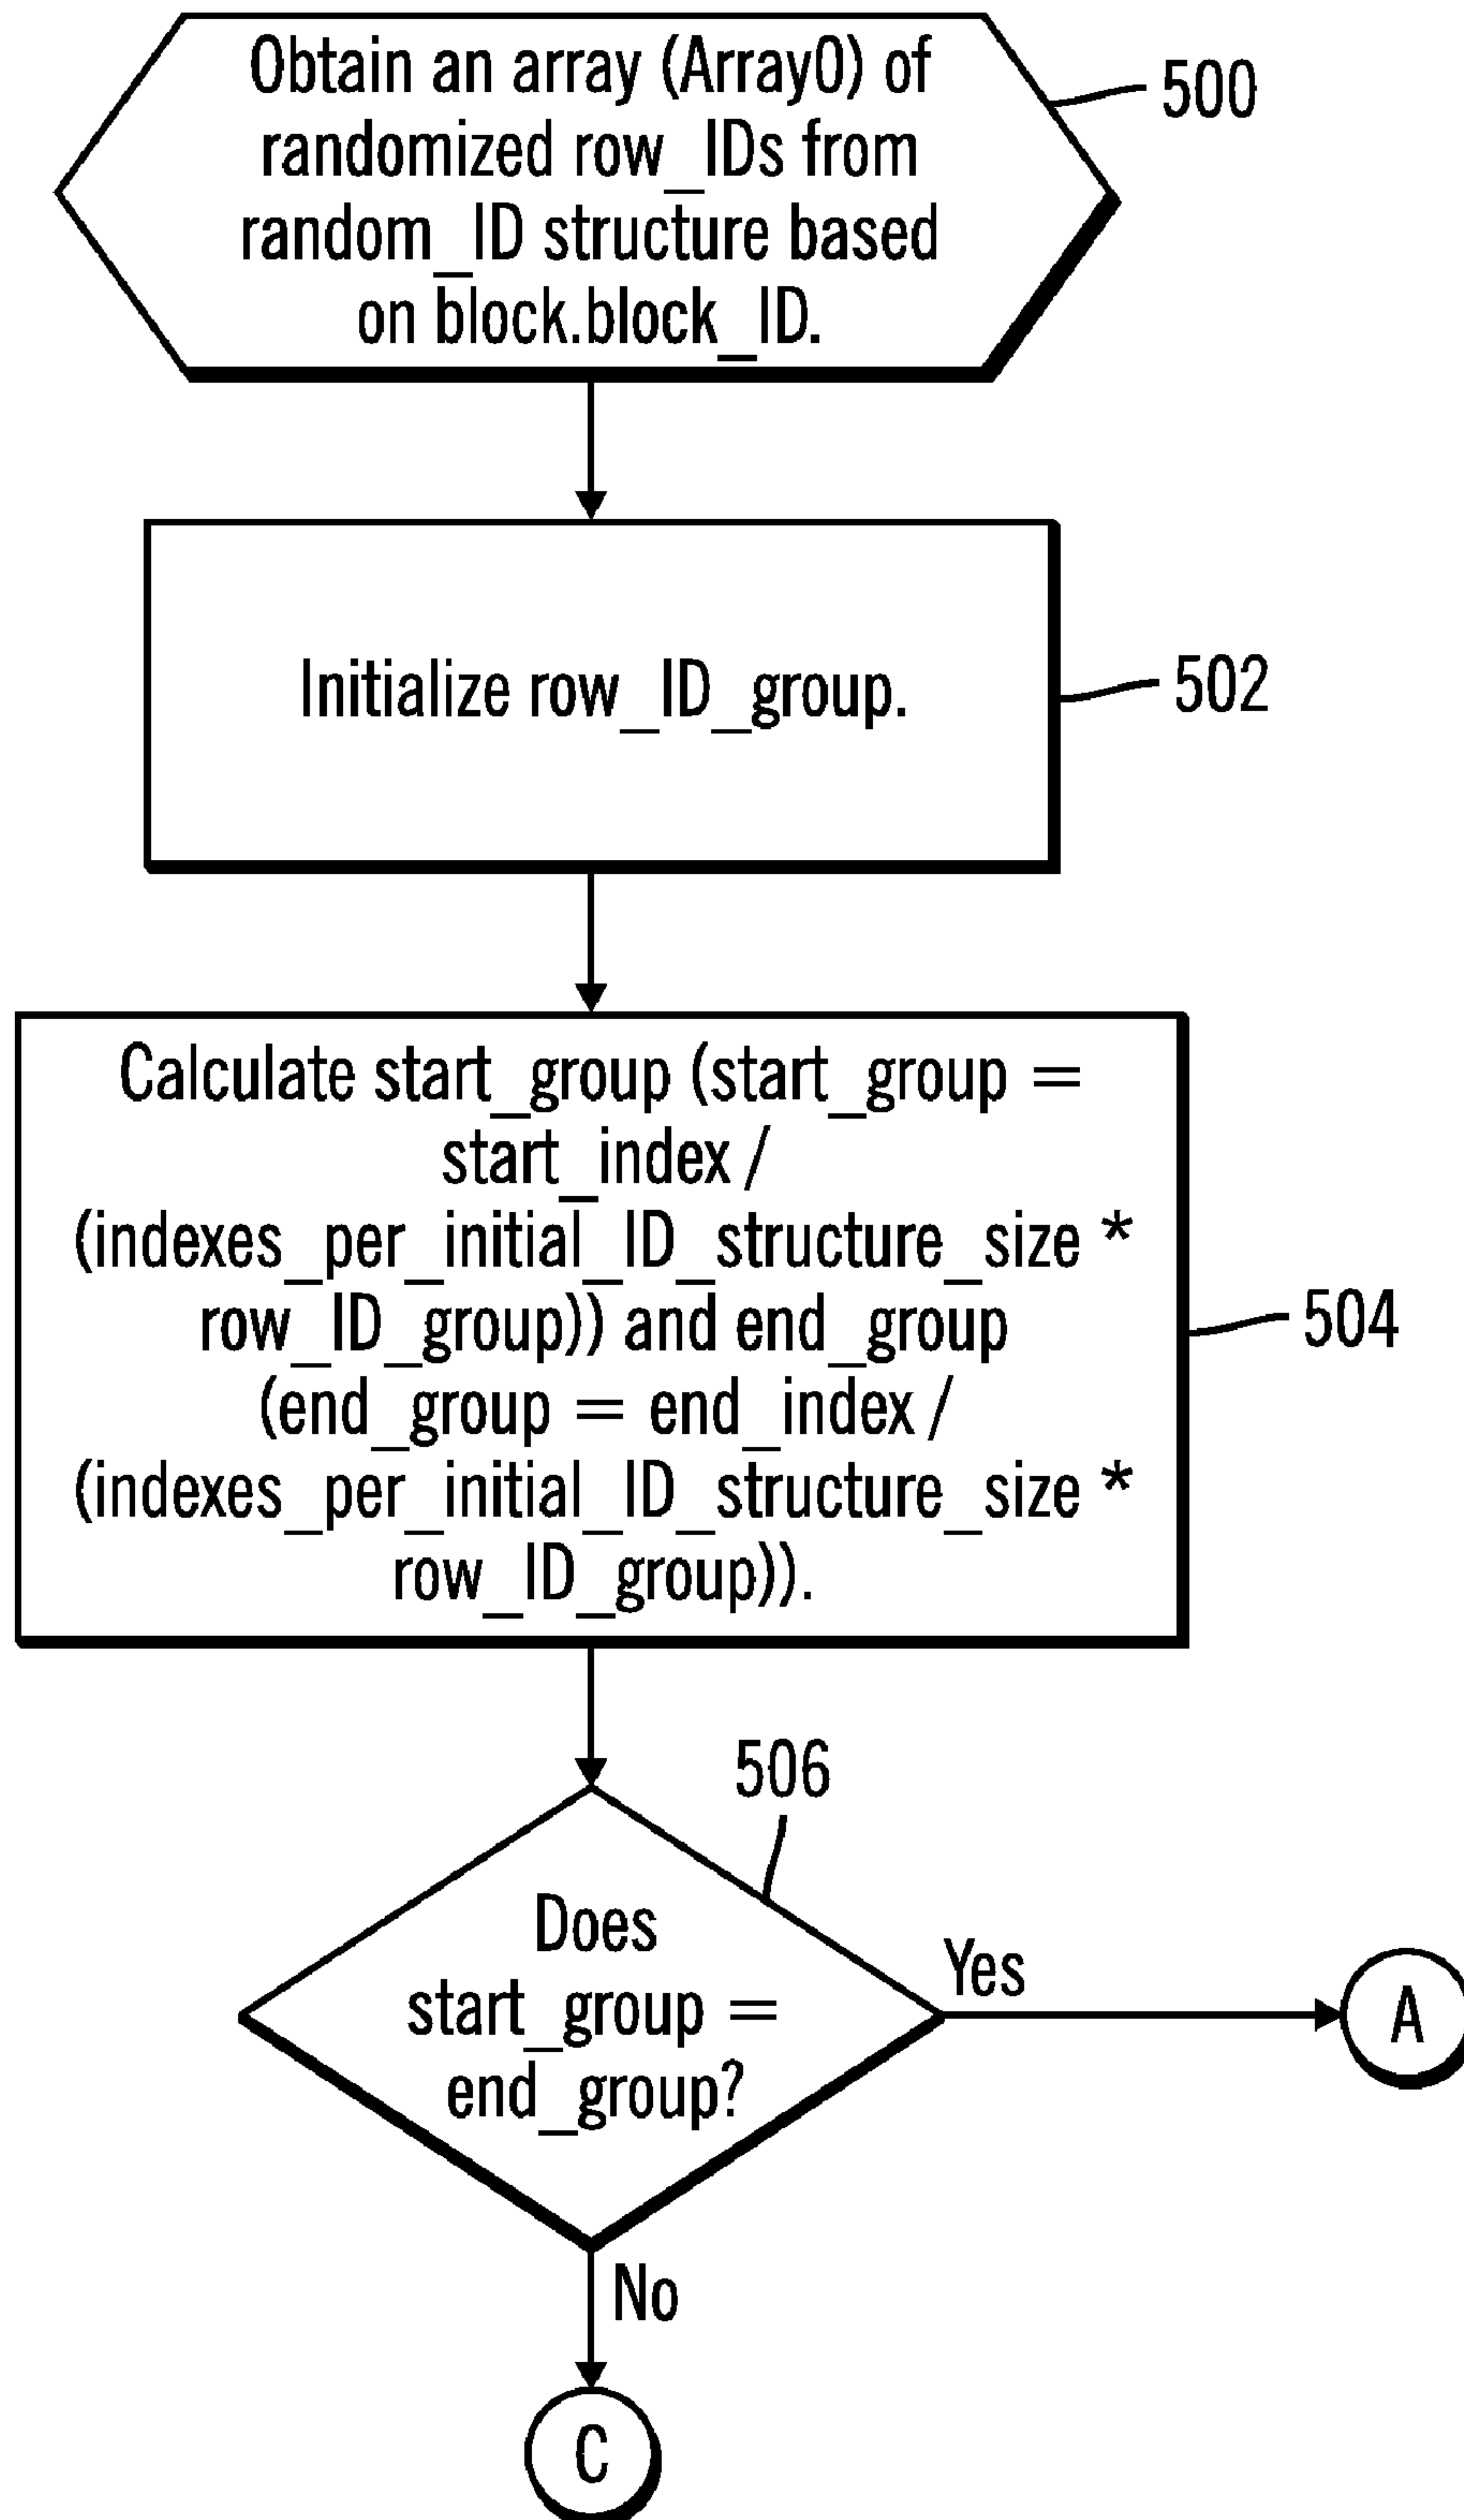 Obtain an array (Array0) of
randomized row_IDs from
random_ID structure based
on block.block_ID.
500
Initialize row_ID_group.
502
Calculate start_group (start_group =
start_index /
(indexes_per_initial_ID_structure_size *
row_ID_group)) and end_group
(end_group = end_index /
(indexes_per_initial_ID_structure_size *
row_ID_group)).
504
506
Does
start_group =
end_group?
Yes
A
No
C